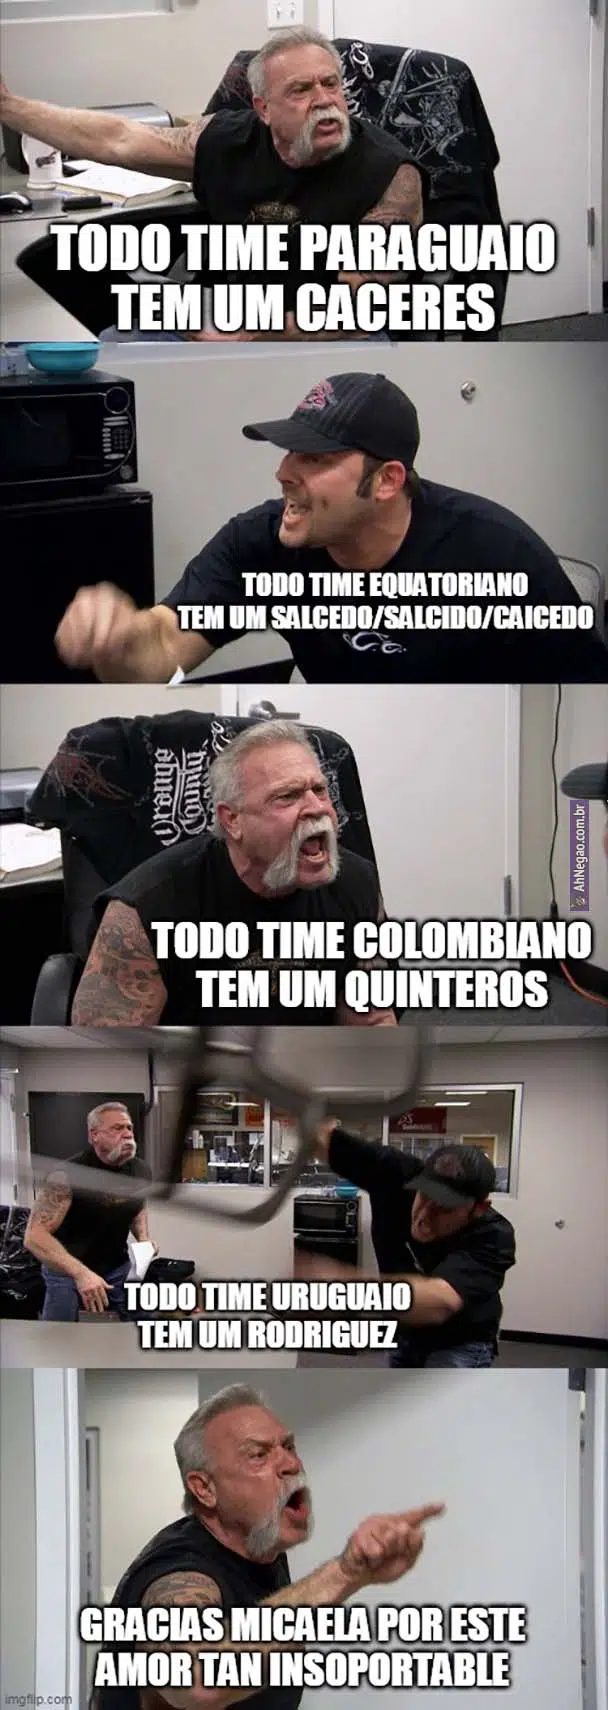 TODO TIME PARAGUAIO
TEM UM CACERES
TODO TIME EQUATORIANO
TEM UM SALCEDO/SALCIDO/CAICEDO
Orange
County
AhNegao.com.br
TODO TIME COLOMBIANO
TEM UM QUINTEROS
TODO TIME URUGUAIO
TEM UM RODRIGUEZ
GRACIAS MICAELA POR ESTE
AMOR TAN INSOPORTABLE
imgflip.com